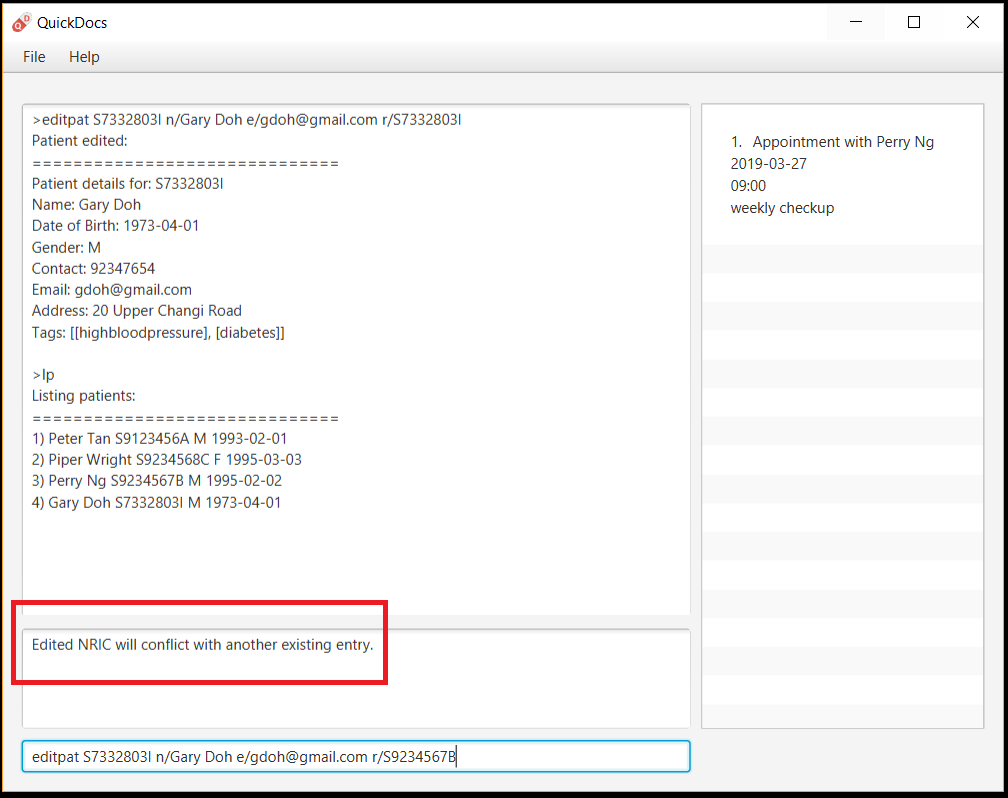 QuickDocs
File Help
>editpat S7332803I n/Gary Doh e/gdoh@gmail.com r/S7332803I
Patient edited:
==============================
Patient details for: S7332803I
Name: Gary Doh
Date of Birth: 1973-04-01
Gender: M
Contact: 92347654
Email: gdoh@gmail.com
Address: 20 Upper Changi Road
Tags: [[highbloodpressure], [diabetes]]
>lp
Listing patients:
==============================
1) Peter Tan S9123456A M 1993-02-01
2) Piper Wright S9234568C F 1995-03-03
3) Perry Ng S9234567B M 1995-02-02
4) Gary Doh S7332803I M 1973-04-01
Edited NRIC will conflict with another existing entry.
editpat S7332803I n/Gary Doh e/gdoh@gmail.com r/S9234567B
1. Appointment with Perry Ng
2019-03-27
09:00
weekly checkup